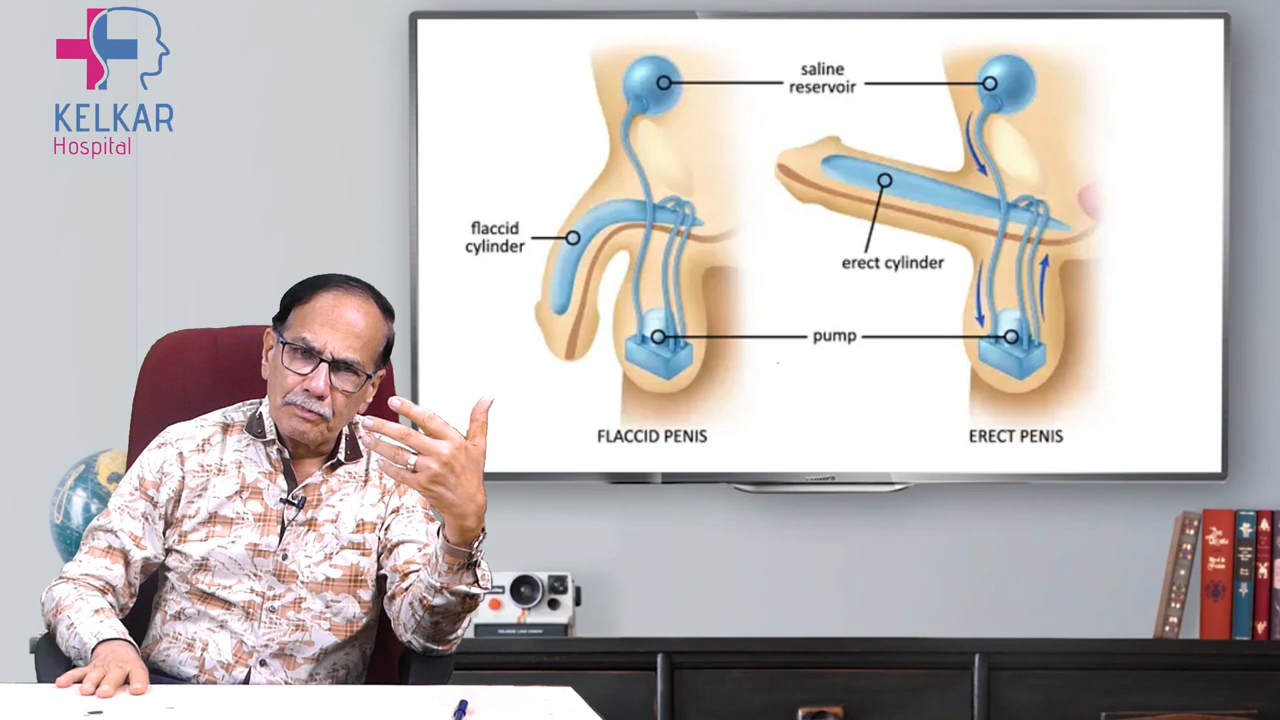 KELKAR
Hospital
saline
reservoir
flaccid
cylinder
erect cylinder
pump
FLACCID PENIS
ERECT PENIS